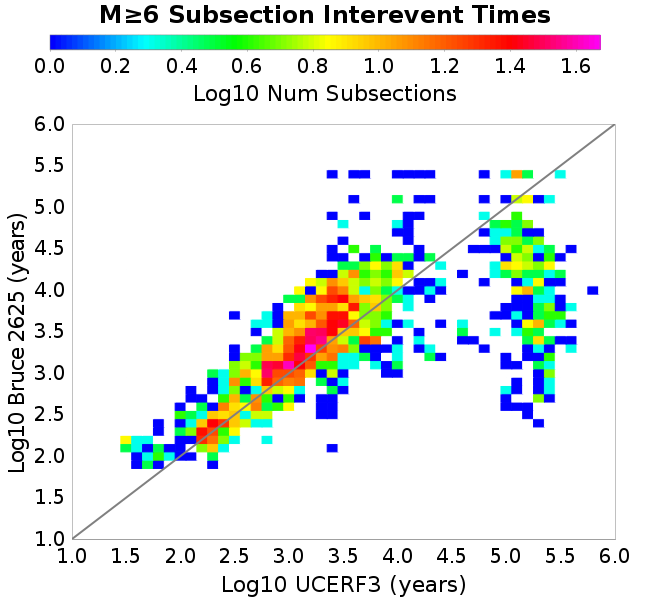 M≥6 Subsection Interevent Times
0.0 0.2 0.4 0.6 0.8 1.0 1.2 1.4 1.6
Log10 Num Subsections
6.0
5.5
5.0
4.5
4.0
3.5
3.0
2.5
2.0
1.5
1.0
Log10 Bruce 2625 (years)
1.0 1.5 2.0 2.5 3.0 3.5 4.0 4.5 5.0 5.5 6.0
Log10 UCERF3 (years)